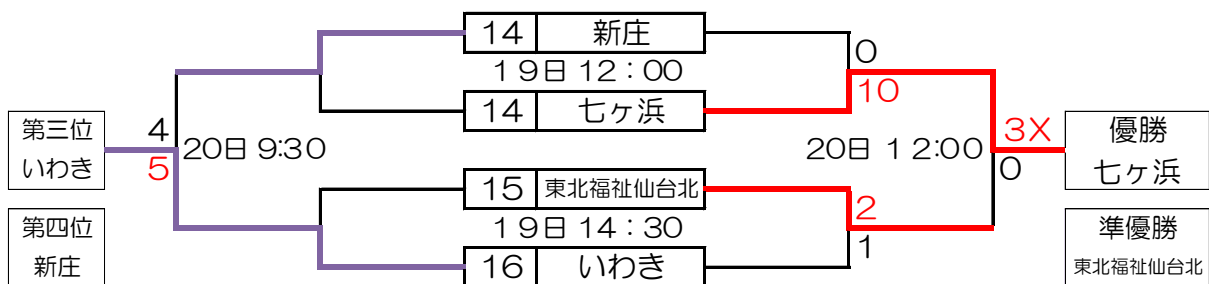 14 新庄
0
19日 12：00
10
14 七ヶ浜
第三位
いわき
4
5
20日 9:30
20日 12:00
3X
0
優勝
七ヶ浜
15 東北福祉仙台北
2
19日 14：30
1
16 いわき
第四位
新庄
準優勝
東北福祉仙台北